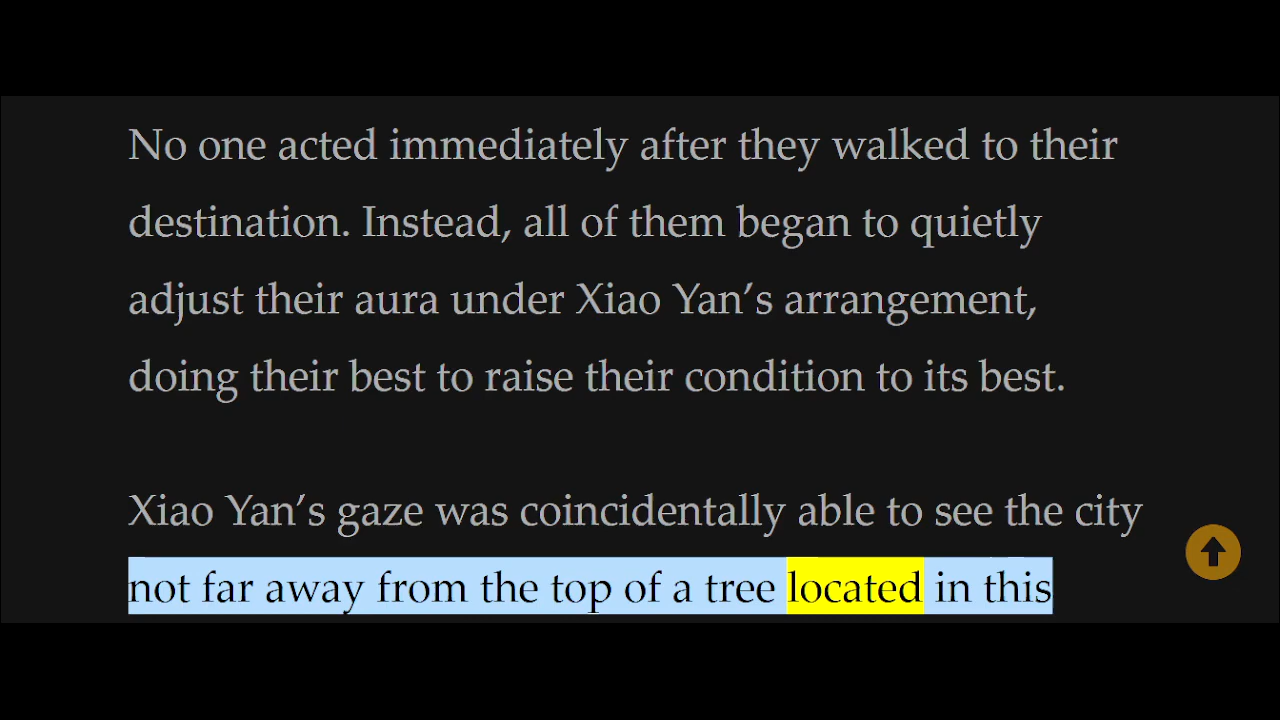 No one acted immediately after they walked to their
destination. Instead, all of them began to quietly
adjust their aura under Xiao Yan’s arrangement,
doing their best to raise their condition to its best.
Xiao Yan’s gaze was coincidentally able to see the city
not far away from the top of a tree located in this